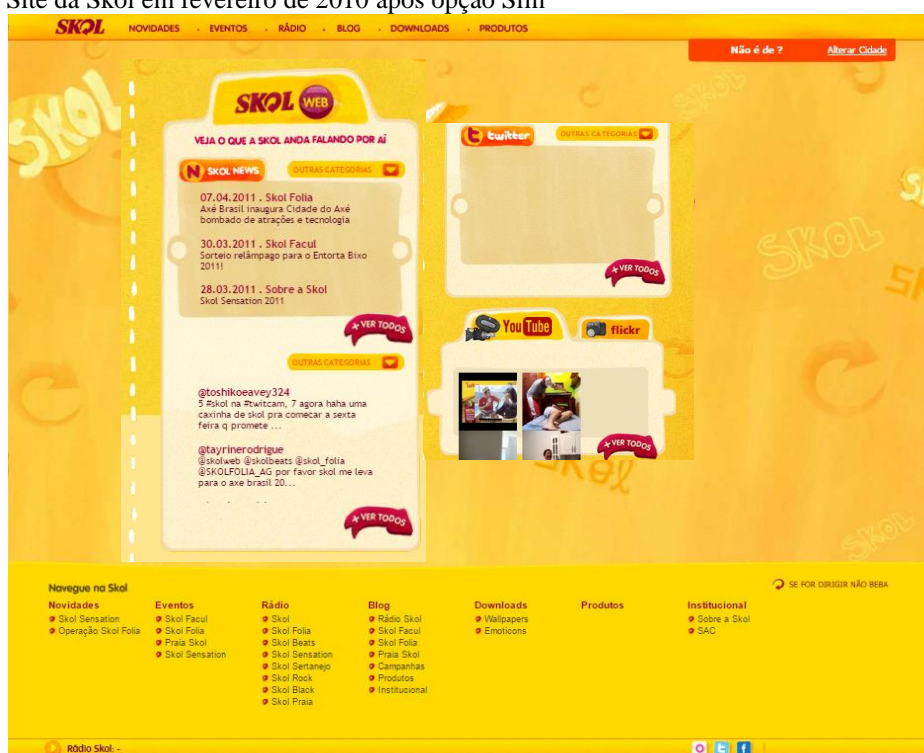 Site da Skol em fevereiro de 2010 após opção Sim
SKOL
NOVIDADES . EVENTOS . RÁDIO . BLOG . DOWNLOADS . PRODUTOS
Não é de ? Alterar Cidade
SKOL WEB
VEJA O QUE A SKOL ANDA FALANDO POR AÍ
N SKOL NEWS
OUTRAS CATEGORIAS
07.04.2011 . Skol Folia
Axé Brasil inaugura Cidade do Axé
bombado de atrações e tecnologia
30.03.2011 . Skol Facul
Sorteio relâmpago para o Entorta Bixo
2011!
28.03.2011 . Sobre a Skol
Skol Sensation 2011
+ VER TODOS
OUTRAS CATEGORIAS
@toshikoeavey324
5 #skol na #twitcam, 7 agora haha uma
caxinha de skol pra comecar a sexta
feira q promete ...
@tayrinerodrigue
@skolweb @skolbeats @skol_folia
@SKOLFOLIA_AG por favor skol me leva
para o axe brasil 20...
+ VER TODOS
t twitter
OUTRAS CATEGORIAS
+ VER TODOS
YouTube
flickr
+ VER TODOS
SKOL
SKOL
SKOL
SKOL
SKOL
Navegue na Skol
SE FOR DIRIGIR NÃO BEBA
Novidades
Skol Sensation
Operação Skol Folia
Eventos
Skol Facul
Skol Folia
Praia Skol
Skol Sensation
Rádio
Skol
Skol Folia
Skol Beats
Skol Sensation
Skol Sertanejo
Skol Rock
Skol Black
Skol Praia
Blog
Rádio Skol
Skol Facul
Skol Folia
Praia Skol
Campanhas
Produtos
Institucional
Downloads
Wallpapers
Emoticons
Produtos
Institucional
Sobre a Skol
SAC
Rádio Skol: -